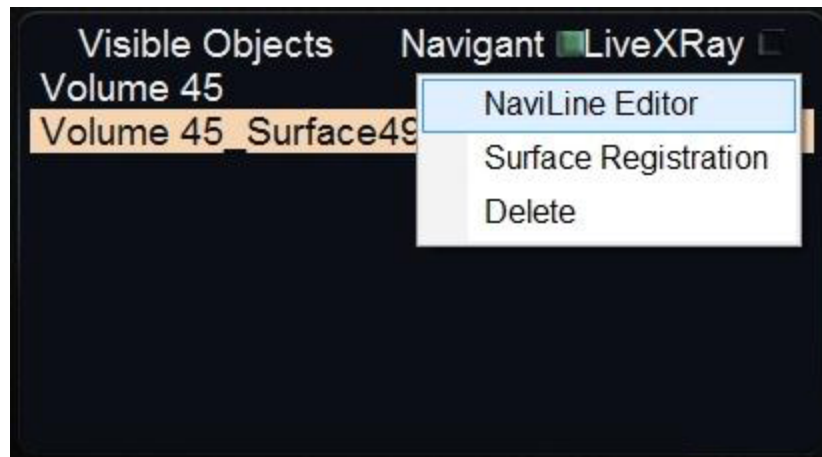 Visible Objects Navigant LiveXRay
Volume 45
Volume 45_Surface49
NaviLine Editor
Surface Registration
Delete